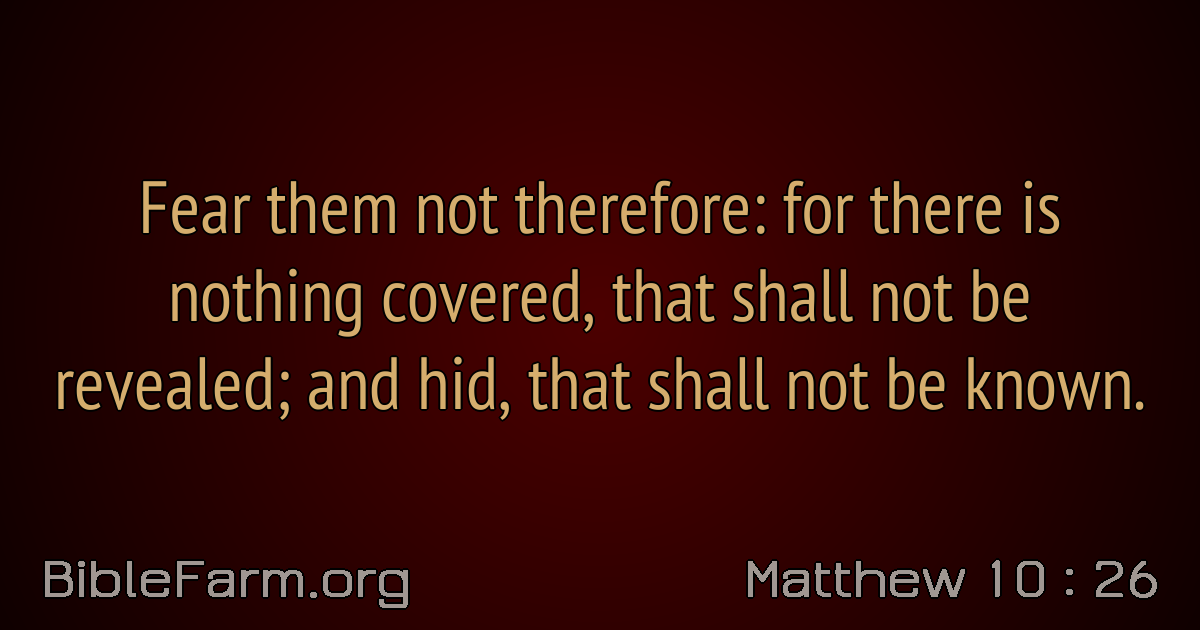 Fear them not therefore: for there is
nothing covered, that shall not be
revealed; and hid, that shall not be known.
BibleFarm.org
Matthew 10 : 26